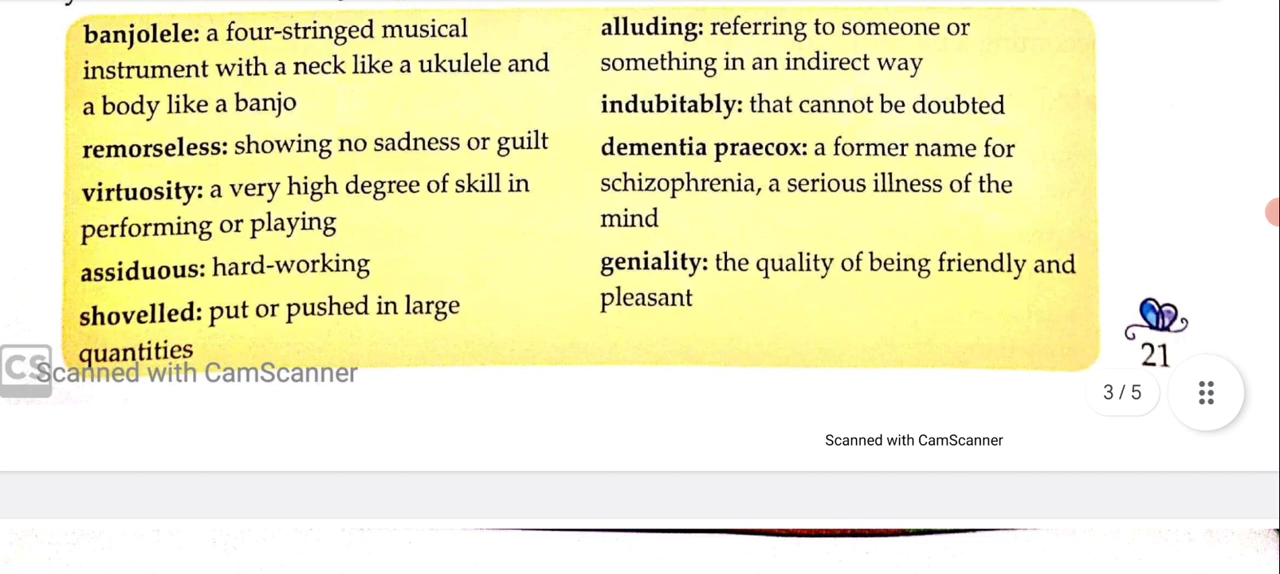 banjolele: a four-stringed musical
instrument with a neck like a ukulele and
a body like a banjo
remorseless: showing no sadness or guilt
virtuosity: a very high degree of skill in
performing or playing
assiduous: hard-working
shovelled: put or pushed in large
quantities
alluding: referring to someone or
something in an indirect way
indubitably: that cannot be doubted
dementia praecox: a former name for
schizophrenia, a serious illness of the
mind
geniality: the quality of being friendly and
pleasant
21
CS Scanned with CamScanner
3 / 5
Scanned with CamScanner